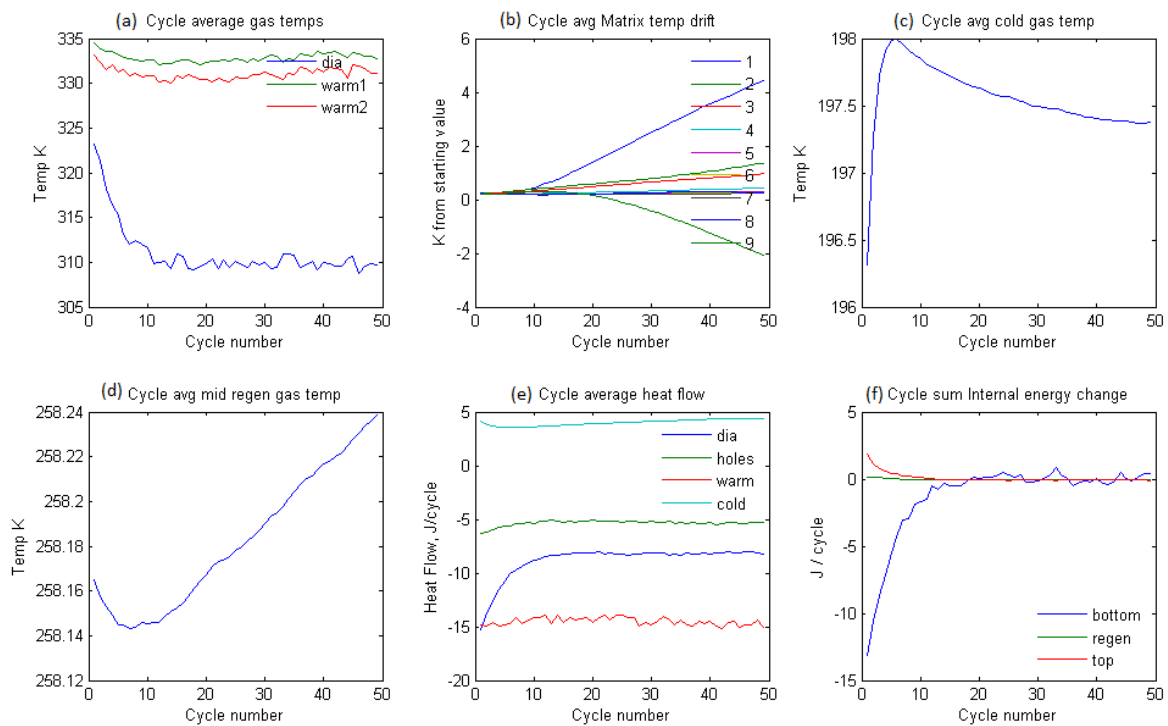 (a) Cycle average gas temps
335
330
325
320
315
310
305
0 10 20 30 40 50
Temp K
Cycle number
dia
warm1
warm2
(b) Cycle avg Matrix temp drift
6
4
2
0
-2
-4
0 10 20 30 40 50
K from starting value
Cycle number
1
2
3
4
5
6
7
8
9
(c) Cycle avg cold gas temp
198
197.5
197
196.5
196
0 10 20 30 40 50
Temp K
Cycle number
(d) Cycle avg mid regen gas temp
258.24
258.22
258.2
258.18
258.16
258.14
258.12
0 10 20 30 40 50
Temp K
Cycle number
(e) Cycle average heat flow
5
0
-5
-10
-15
-20
0 10 20 30 40 50
Heat Flow, J/cycle
Cycle number
dia
holes
warm
cold
(f) Cycle sum Internal energy change
5
0
-5
-10
-15
0 10 20 30 40 50
J / cycle
Cycle number
bottom
regen
top